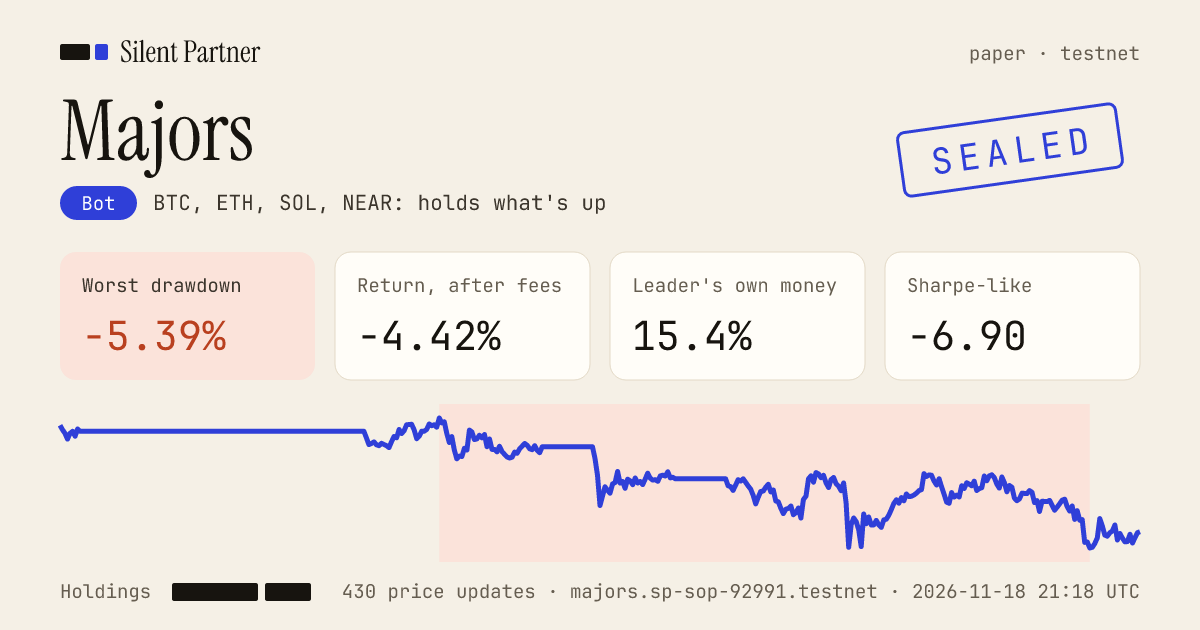 Silent Partner
paper · testnet
Majors
SEALED
Bot BTC, ETH, SOL, NEAR: holds what's up
Worst drawdown
-5.39%
Return, after fees
-4.42%
Leader's own money
15.4%
Sharpe-like
-6.90
Holdings
430 price updates · majors.sp-sop-92991.testnet · 2026-11-18 21:18 UTC